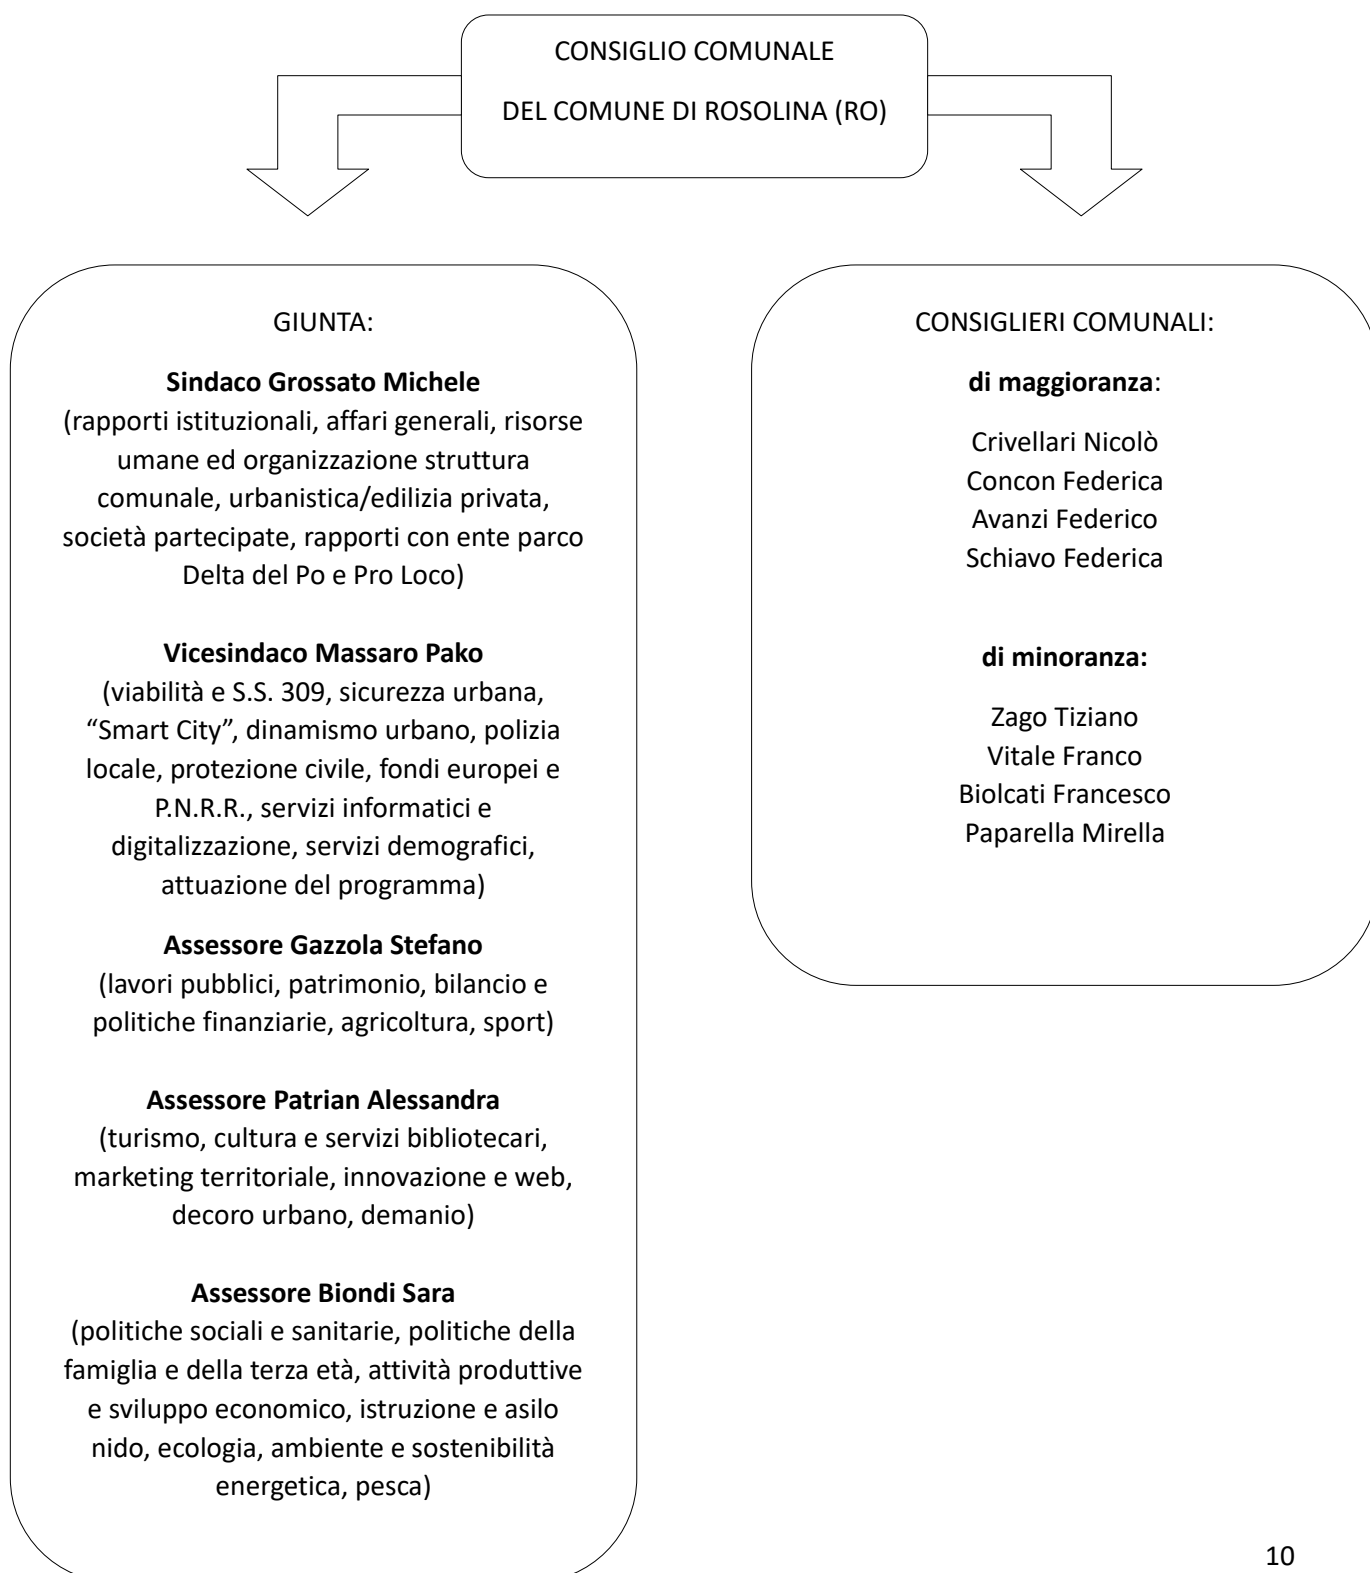 CONSIGLIO COMUNALE
DEL COMUNE DI ROSOLINA (RO)
GIUNTA:
Sindaco Grossato Michele
(rapporti istituzionali, affari generali, risorse
umane ed organizzazione struttura
comunale, urbanistica/edilizia privata,
società partecipate, rapporti con ente parco
Delta del Po e Pro Loco)
Vicesindaco Massaro Pako
(viabilità e S.S. 309, sicurezza urbana,
“Smart City”, dinamismo urbano, polizia
locale, protezione civile, fondi europei e
P.N.R.R., servizi informatici e
digitalizzazione, servizi demografici,
attuazione del programma)
Assessore Gazzola Stefano
(lavori pubblici, patrimonio, bilancio e
politiche finanziarie, agricoltura, sport)
Assessore Patrian Alessandra
(turismo, cultura e servizi bibliotecari,
marketing territoriale, innovazione e web,
decoro urbano, demanio)
Assessore Biondi Sara
(politiche sociali e sanitarie, politiche della
famiglia e della terza età, attività produttive
e sviluppo economico, istruzione e asilo
nido, ecologia, ambiente e sostenibilità
energetica, pesca)
CONSIGLIERI COMUNALI:
di maggioranza:
Crivellari Nicolò
Concon Federica
Avanzi Federico
Schiavo Federica
di minoranza:
Zago Tiziano
Vitale Franco
Biolcati Francesco
Paparella Mirella
10